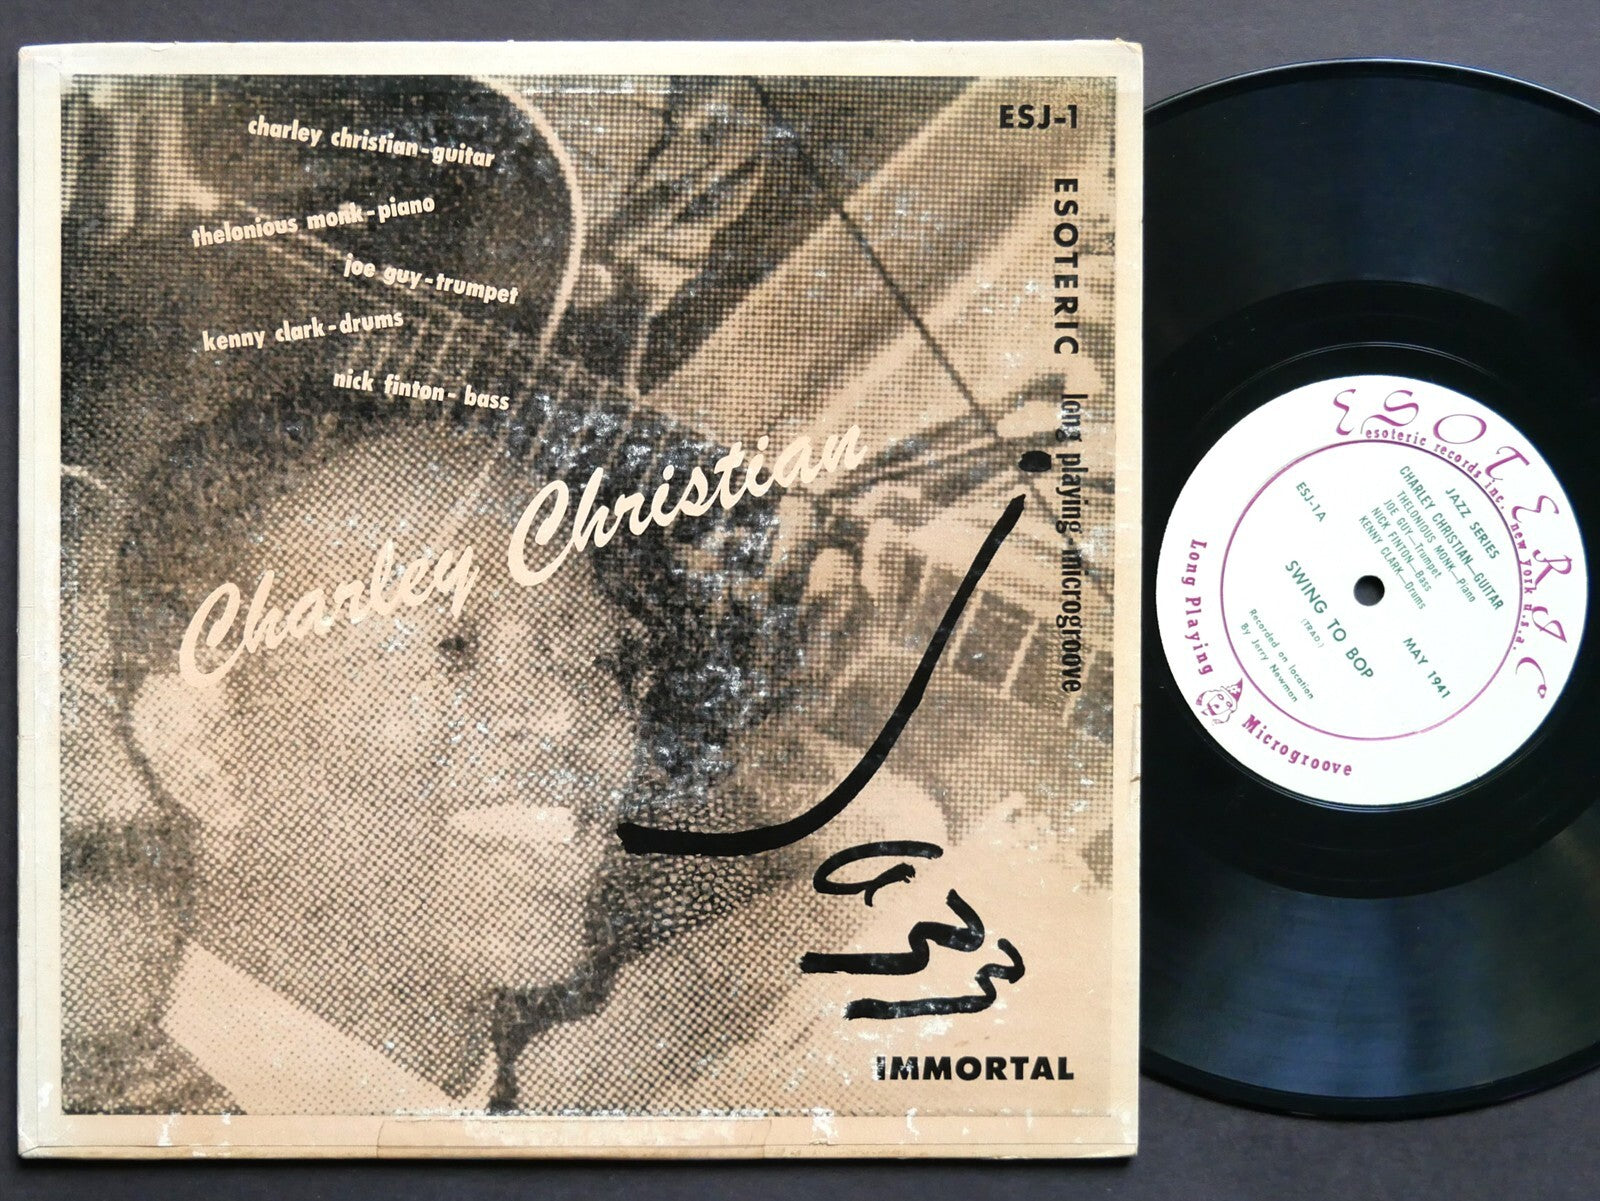 charley christian-guitar
thelonious monk-piano
joe guy-trumpet
kenny clark-drums
nick finton-bass
Charley Christian
ESJ-1
ESOTERIC long playing-microgroove
IMMORTAL
ESOTERIC
esoteric records inc. new york u.s.a.
JAZZ SERIES
CHARLEY CHRISTIAN—GUITAR
THELONIOUS MONK—Piano
JOE GUY—Trumpet
NICK FINTON—Bass
KENNY CLARK—Drums
ESJ-1A
SWING TO BOP
(TRAD.)
MAY 1941
Recorded on location
By Jerry Newman
Long Playing Microgroove